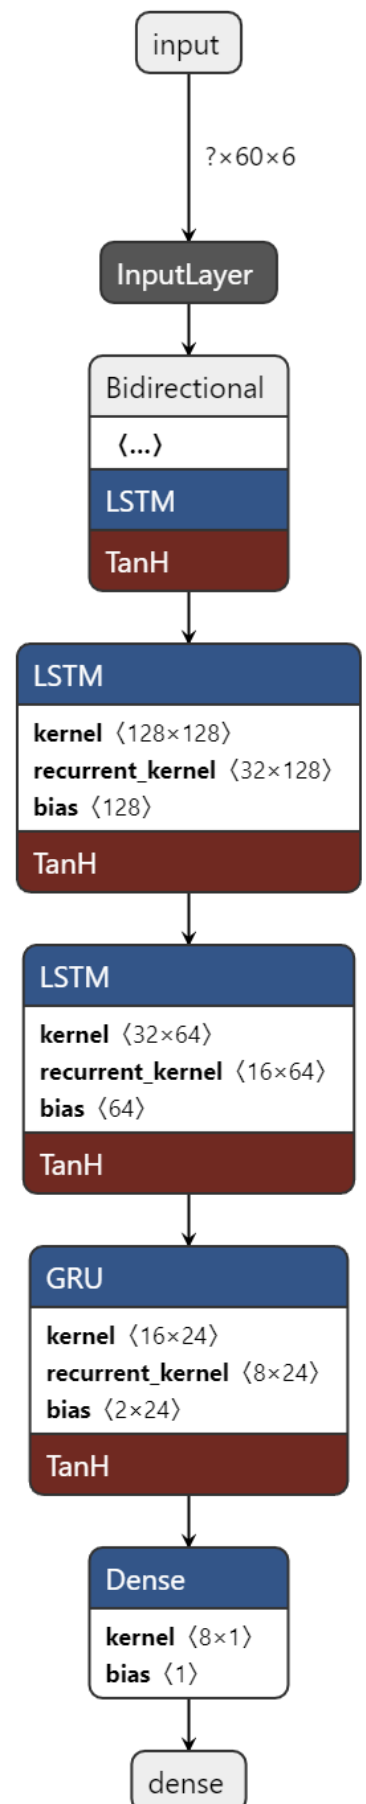 input
?×60×6
InputLayer
Bidirectional
⟨...⟩
LSTM
TanH
LSTM
kernel ⟨128×128⟩
recurrent_kernel ⟨32×128⟩
bias ⟨128⟩
TanH
LSTM
kernel ⟨32×64⟩
recurrent_kernel ⟨16×64⟩
bias ⟨64⟩
TanH
GRU
kernel ⟨16×24⟩
recurrent_kernel ⟨8×24⟩
bias ⟨2×24⟩
TanH
Dense
kernel ⟨8×1⟩
bias ⟨1⟩
dense